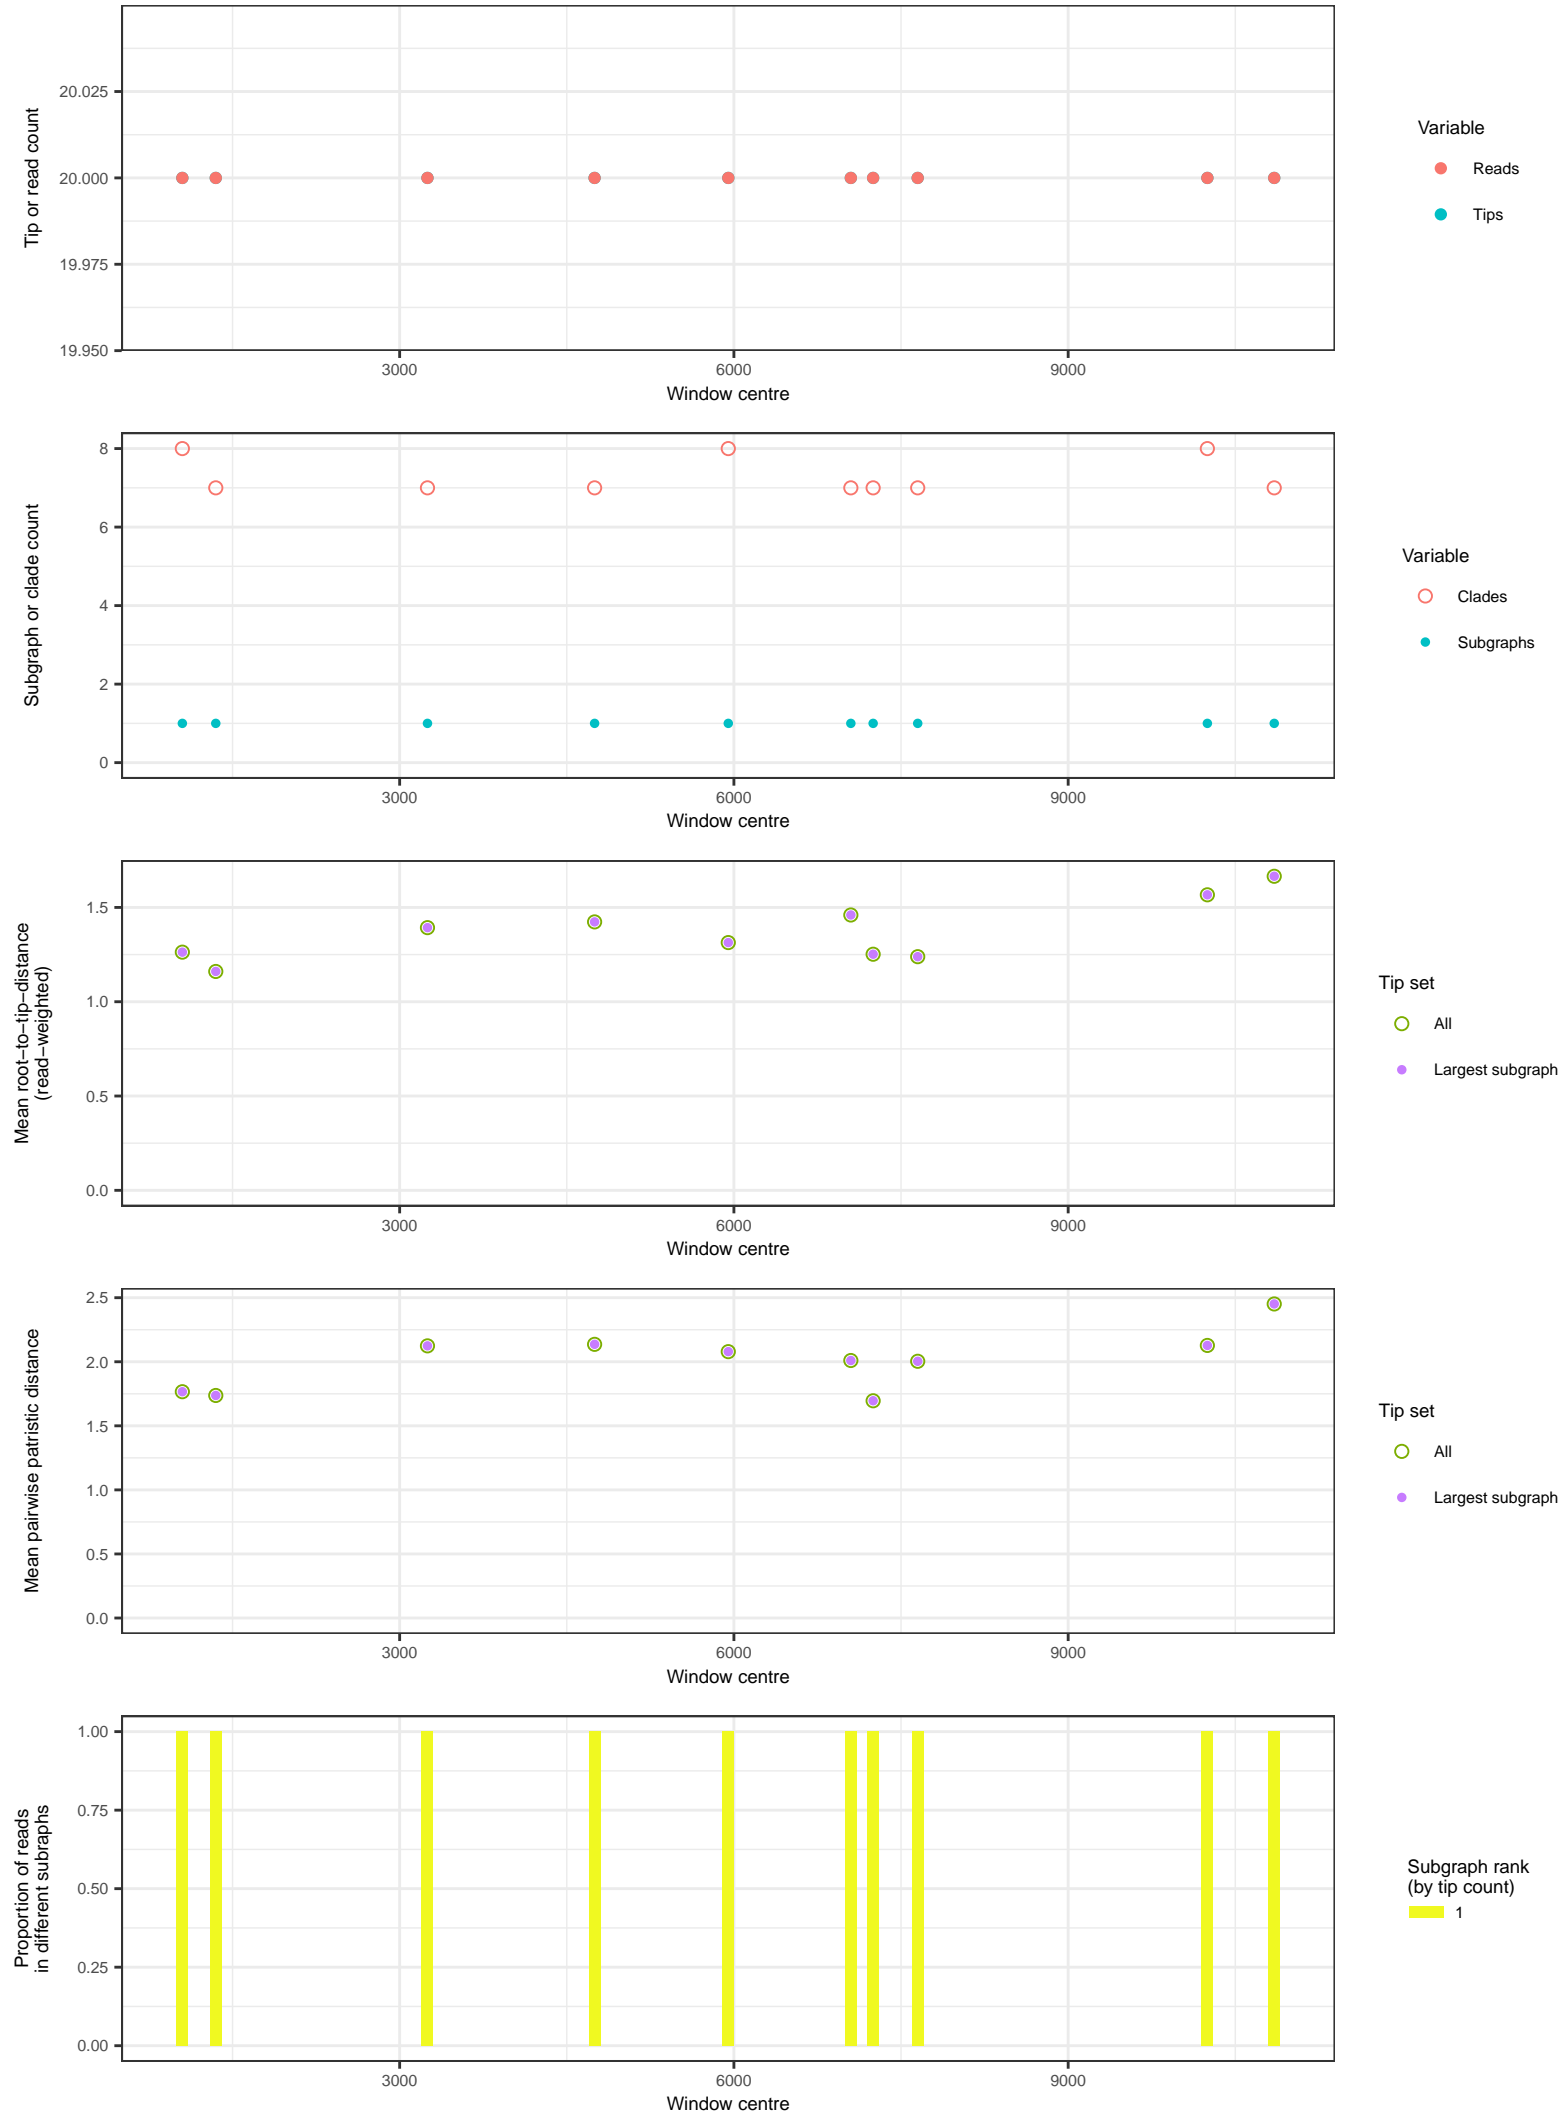 20.025
20.000
19.975
19.950
Tip or read count
3000 6000 9000
Window centre
Variable
Reads
Tips
8
6
4
2
0
Subgraph or clade count
3000 6000 9000
Window centre
Variable
Clades
Subgraphs
1.5
1.0
0.5
0.0
Mean root−to−tip−distance
(read−weighted)
3000 6000 9000
Window centre
Tip set
All
Largest subgraph
2.5
2.0
1.5
1.0
0.5
0.0
Mean pairwise patristic distance
3000 6000 9000
Window centre
Tip set
All
Largest subgraph
1.00
0.75
0.50
0.25
0.00
Proportion of reads
in different subraphs
3000 6000 9000
Window centre
Subgraph rank
(by tip count)
1